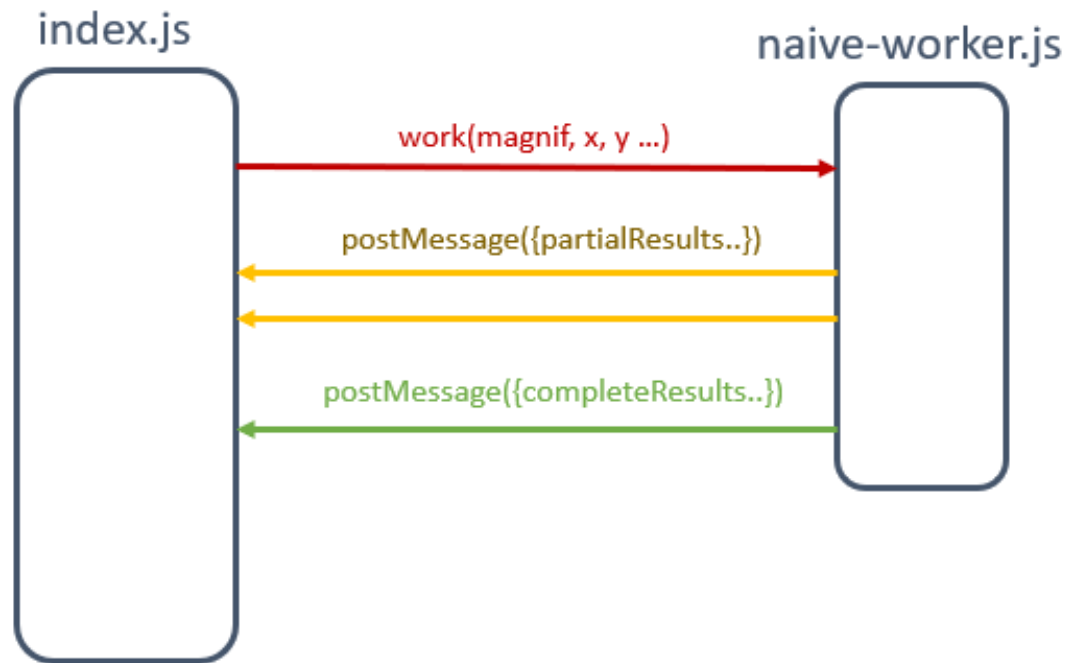 index.js
naive-worker.js
work(magnif, x, y ...)
postMessage({partialResults..})
postMessage({completeResults..})